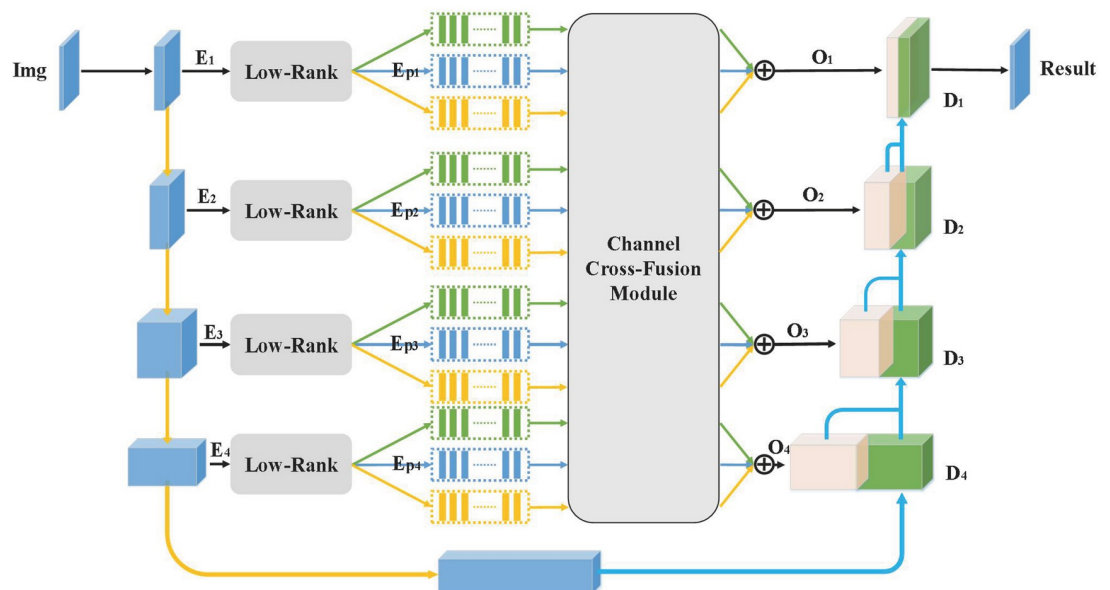 Img
E1
Low-Rank
Ep1
O1
D1
Result
E2
Low-Rank
Ep2
O2
D2
Channel
Cross-Fusion
Module
E3
Low-Rank
Ep3
O3
D3
E4
Low-Rank
Ep4
O4
D4